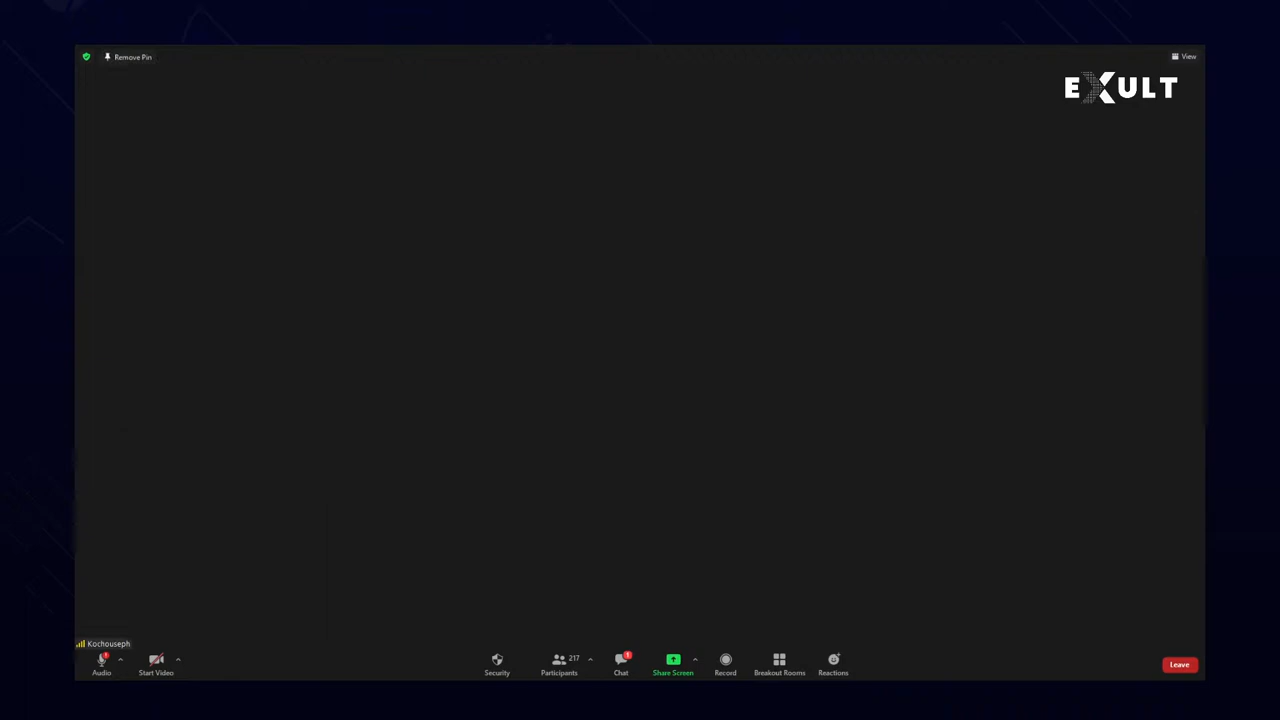 Remove Pin
View
EXULT
Kochouseph
Audio
Start Video
Security
217
Participants
1
Chat
Share Screen
Record
Breakout Rooms
Reactions
Leave